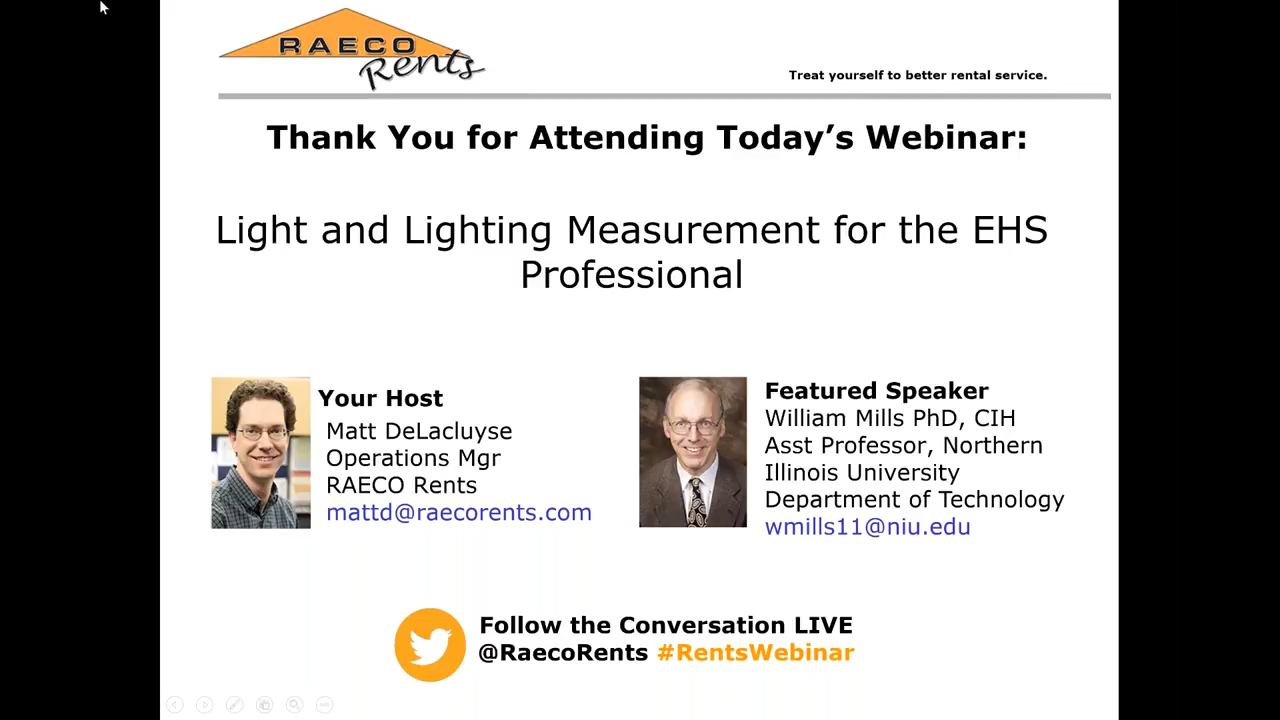 RAECO
Rents
Treat yourself to better rental service.
Thank You for Attending Today’s Webinar:
Light and Lighting Measurement for the EHS
Professional
Your Host
Matt DeLacluyse
Operations Mgr
RAECO Rents
mattd@raecorents.com
Featured Speaker
William Mills PhD, CIH
Asst Professor, Northern
Illinois University
Department of Technology
wmills11@niu.edu
Follow the Conversation LIVE
@RaecoRents #RentsWebinar